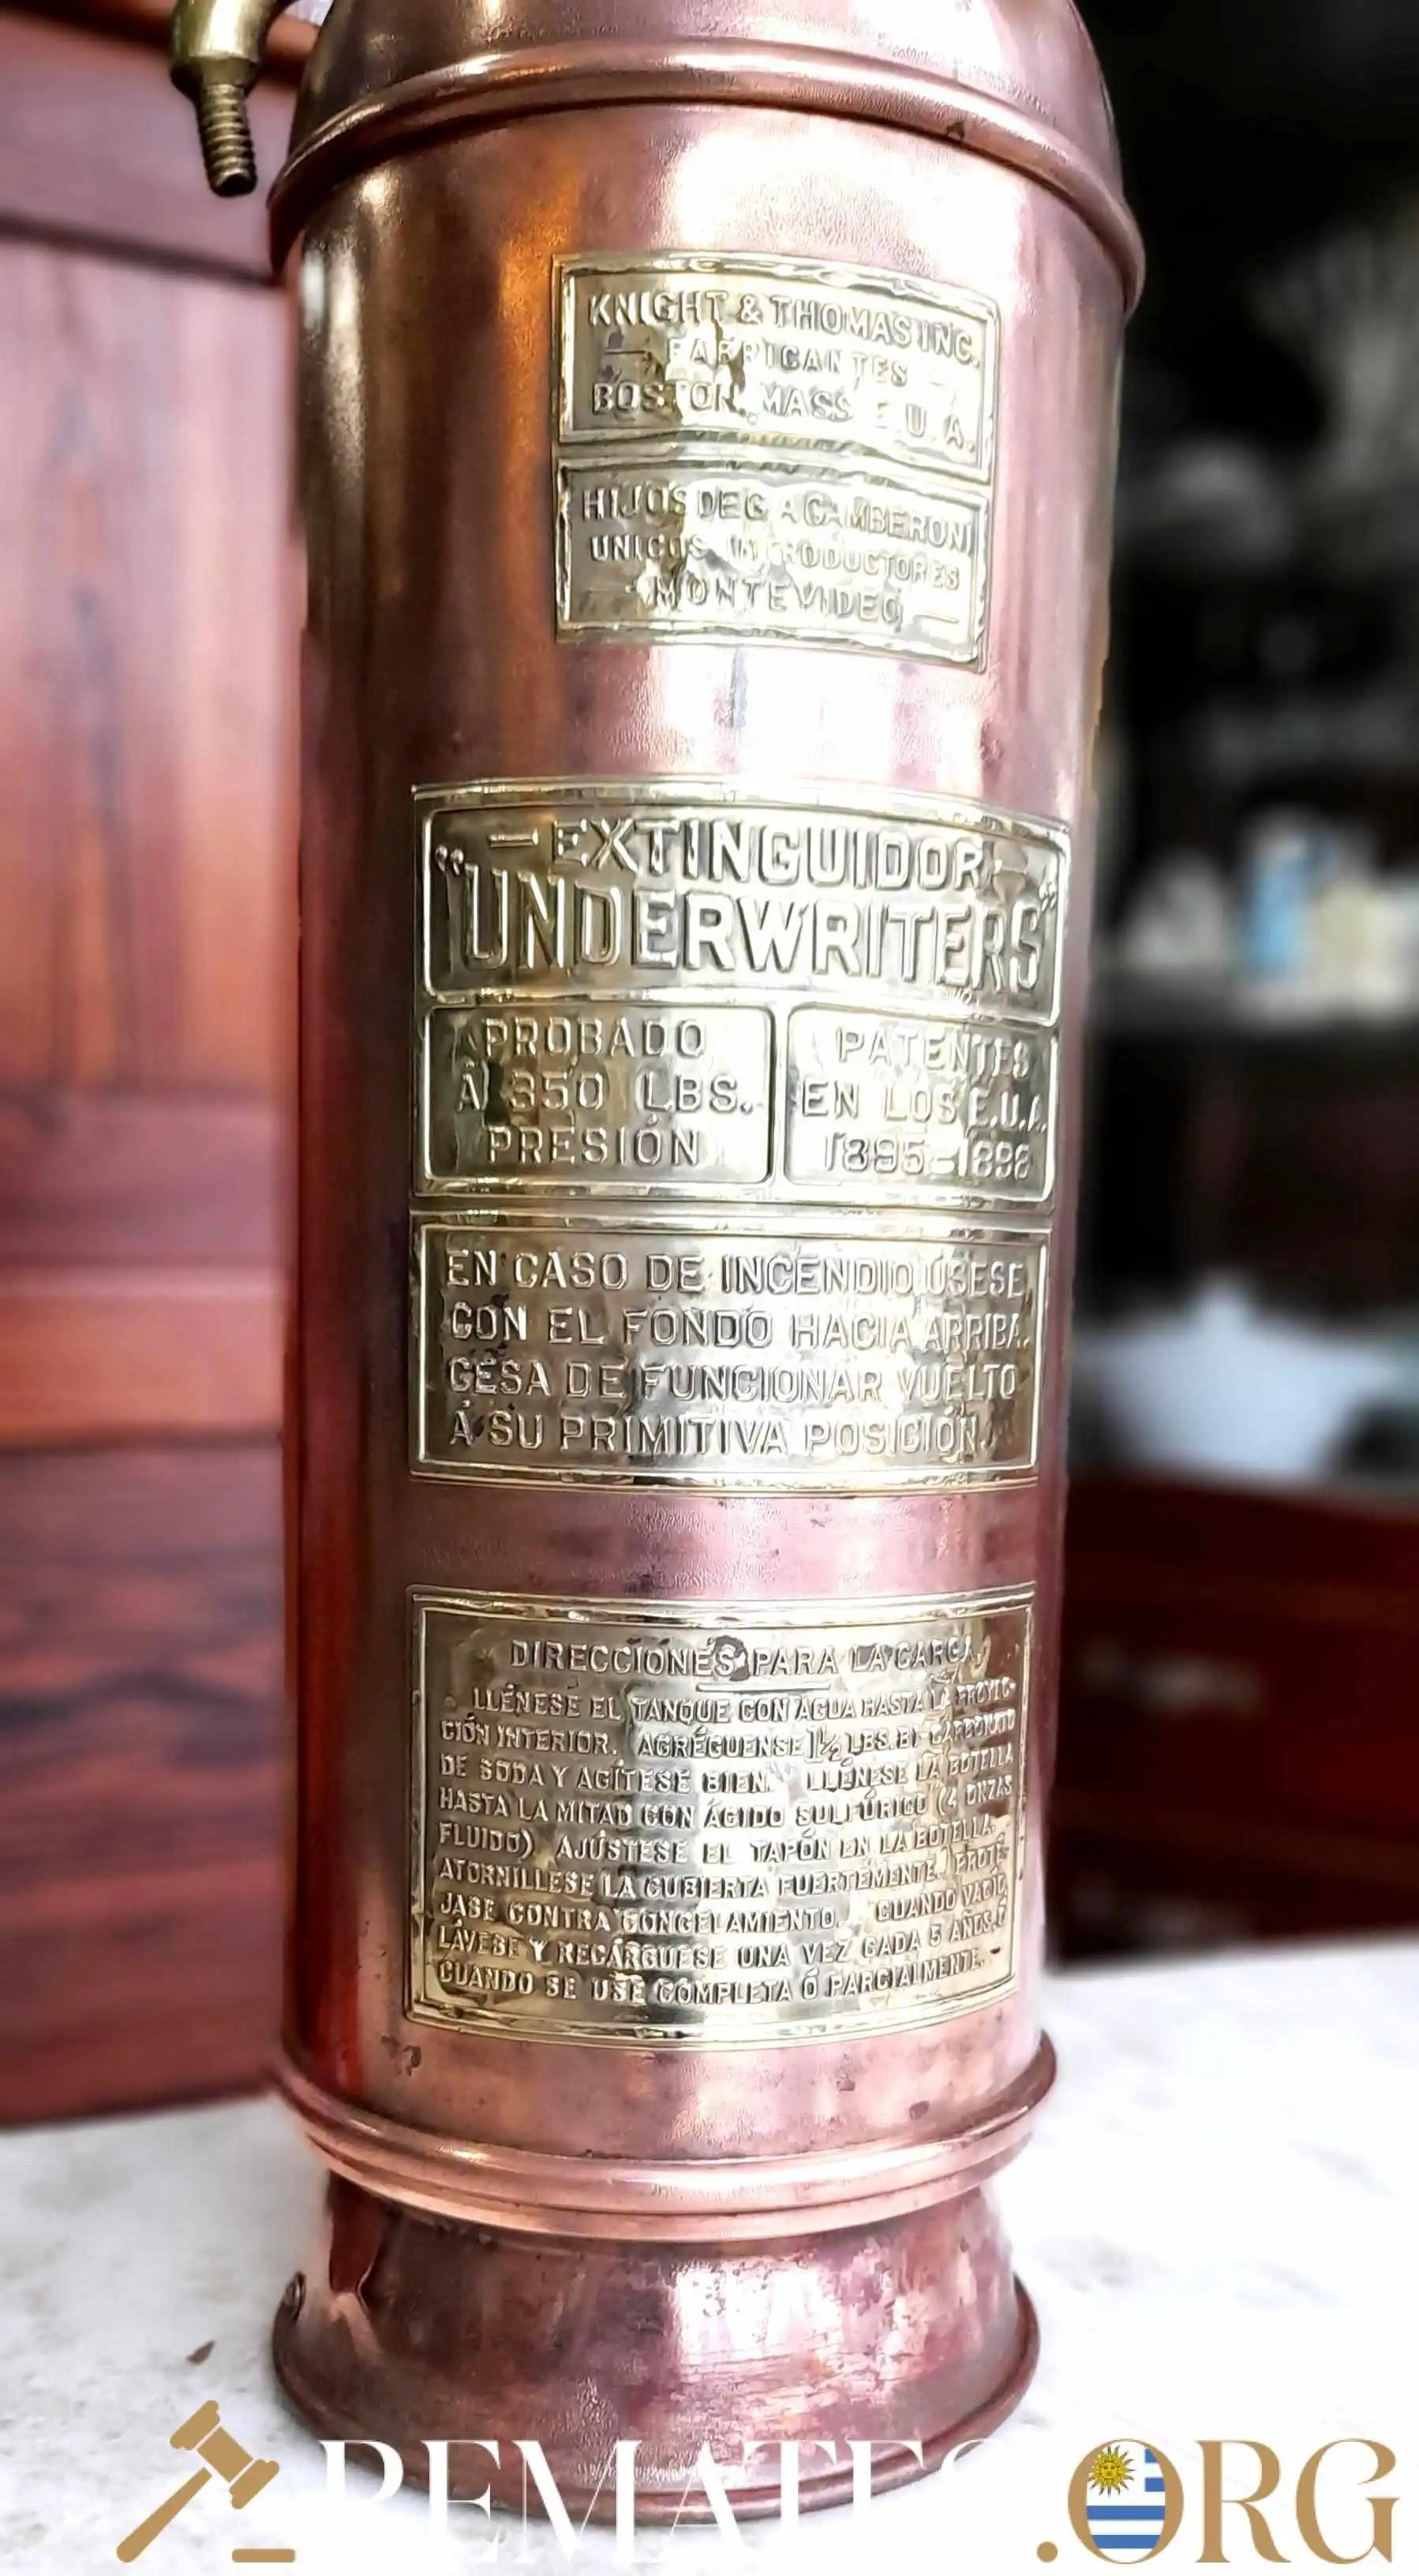 KNIGHT & THOMAS INC.
— FABRICANTES —
BOSTON, MASS E.U.A.
HIJOS DE G A CAMBERONI
UNICOS INTRODUCTORES
— MONTEVIDEO —
— EXTINGUIDOR —
"UNDERWRITERS"
PROBADO
Á 350 LBS.
PRESIÓN
PATENTES
EN LOS E.U.A.
1895-1898
EN CASO DE INCENDIO ÚSESE
CON EL FONDO HACIA ARRIBA.
CESA DE FUNCIONAR VUELTO
Á SU PRIMITIVA POSICIÓN.
DIRECCIONES PARA LA CARGA
LLÉNESE EL TANQUE CON AGUA HASTA LA PROYEC-
CIÓN INTERIOR. AGRÉGUENSE 1½ LBS. BI-CARBONATO
DE SODA Y AGÍTESE BIEN. LLÉNESE LA BOTELLA
HASTA LA MITAD CON ÁCIDO SULFÚRICO (4 ONZAS
FLUIDO) AJÚSTESE EL TAPÓN EN LA BOTELLA.
ATORNÍLLESE LA CUBIERTA FUERTEMENTE. PROTÉ-
JASE CONTRA CONGELAMIENTO. CUANDO VACÍO
LÁVESE Y RECÁRGUESE UNA VEZ CADA 5 AÑOS, Ó
CUANDO SE USE COMPLETA Ó PARCIALMENTE.
REMATES.ORG